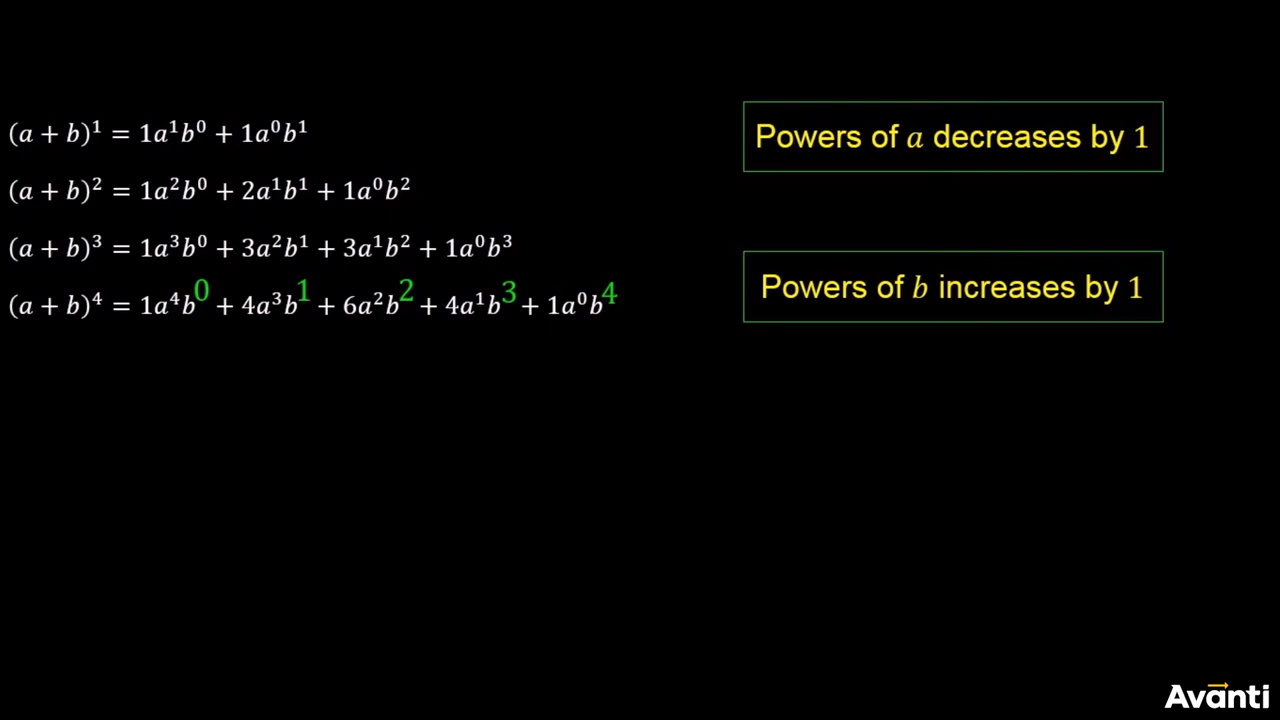 (a + b)¹ = 1a¹b⁰ + 1a⁰b¹
Powers of a decreases by 1
(a + b)² = 1a²b⁰ + 2a¹b¹ + 1a⁰b²
(a + b)³ = 1a³b⁰ + 3a²b¹ + 3a¹b² + 1a⁰b³
(a + b)⁴ = 1a⁴b⁰ + 4a³b¹ + 6a²b² + 4a¹b³ + 1a⁰b⁴
Powers of b increases by 1
Avanti